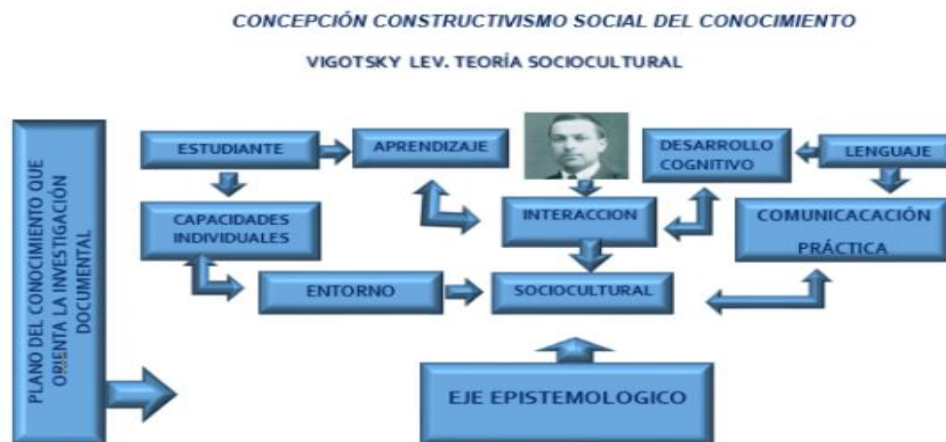 CONCEPCIÓN CONSTRUCTIVISMO SOCIAL DEL CONOCIMIENTO
VIGOTSKY LEV. TEORÍA SOCIOCULTURAL
PLANO DEL CONOCIMIENTO QUE
ORIENTA LA INVESTIGACIÓN
DOCUMENTAL
ESTUDIANTE
APRENDIZAJE
DESARROLLO
COGNITIVO
LENGUAJE
CAPACIDADES
INDIVIDUALES
INTERACCION
COMUNICACACIÓN
PRÁCTICA
ENTORNO
SOCIOCULTURAL
EJE EPISTEMOLOGICO